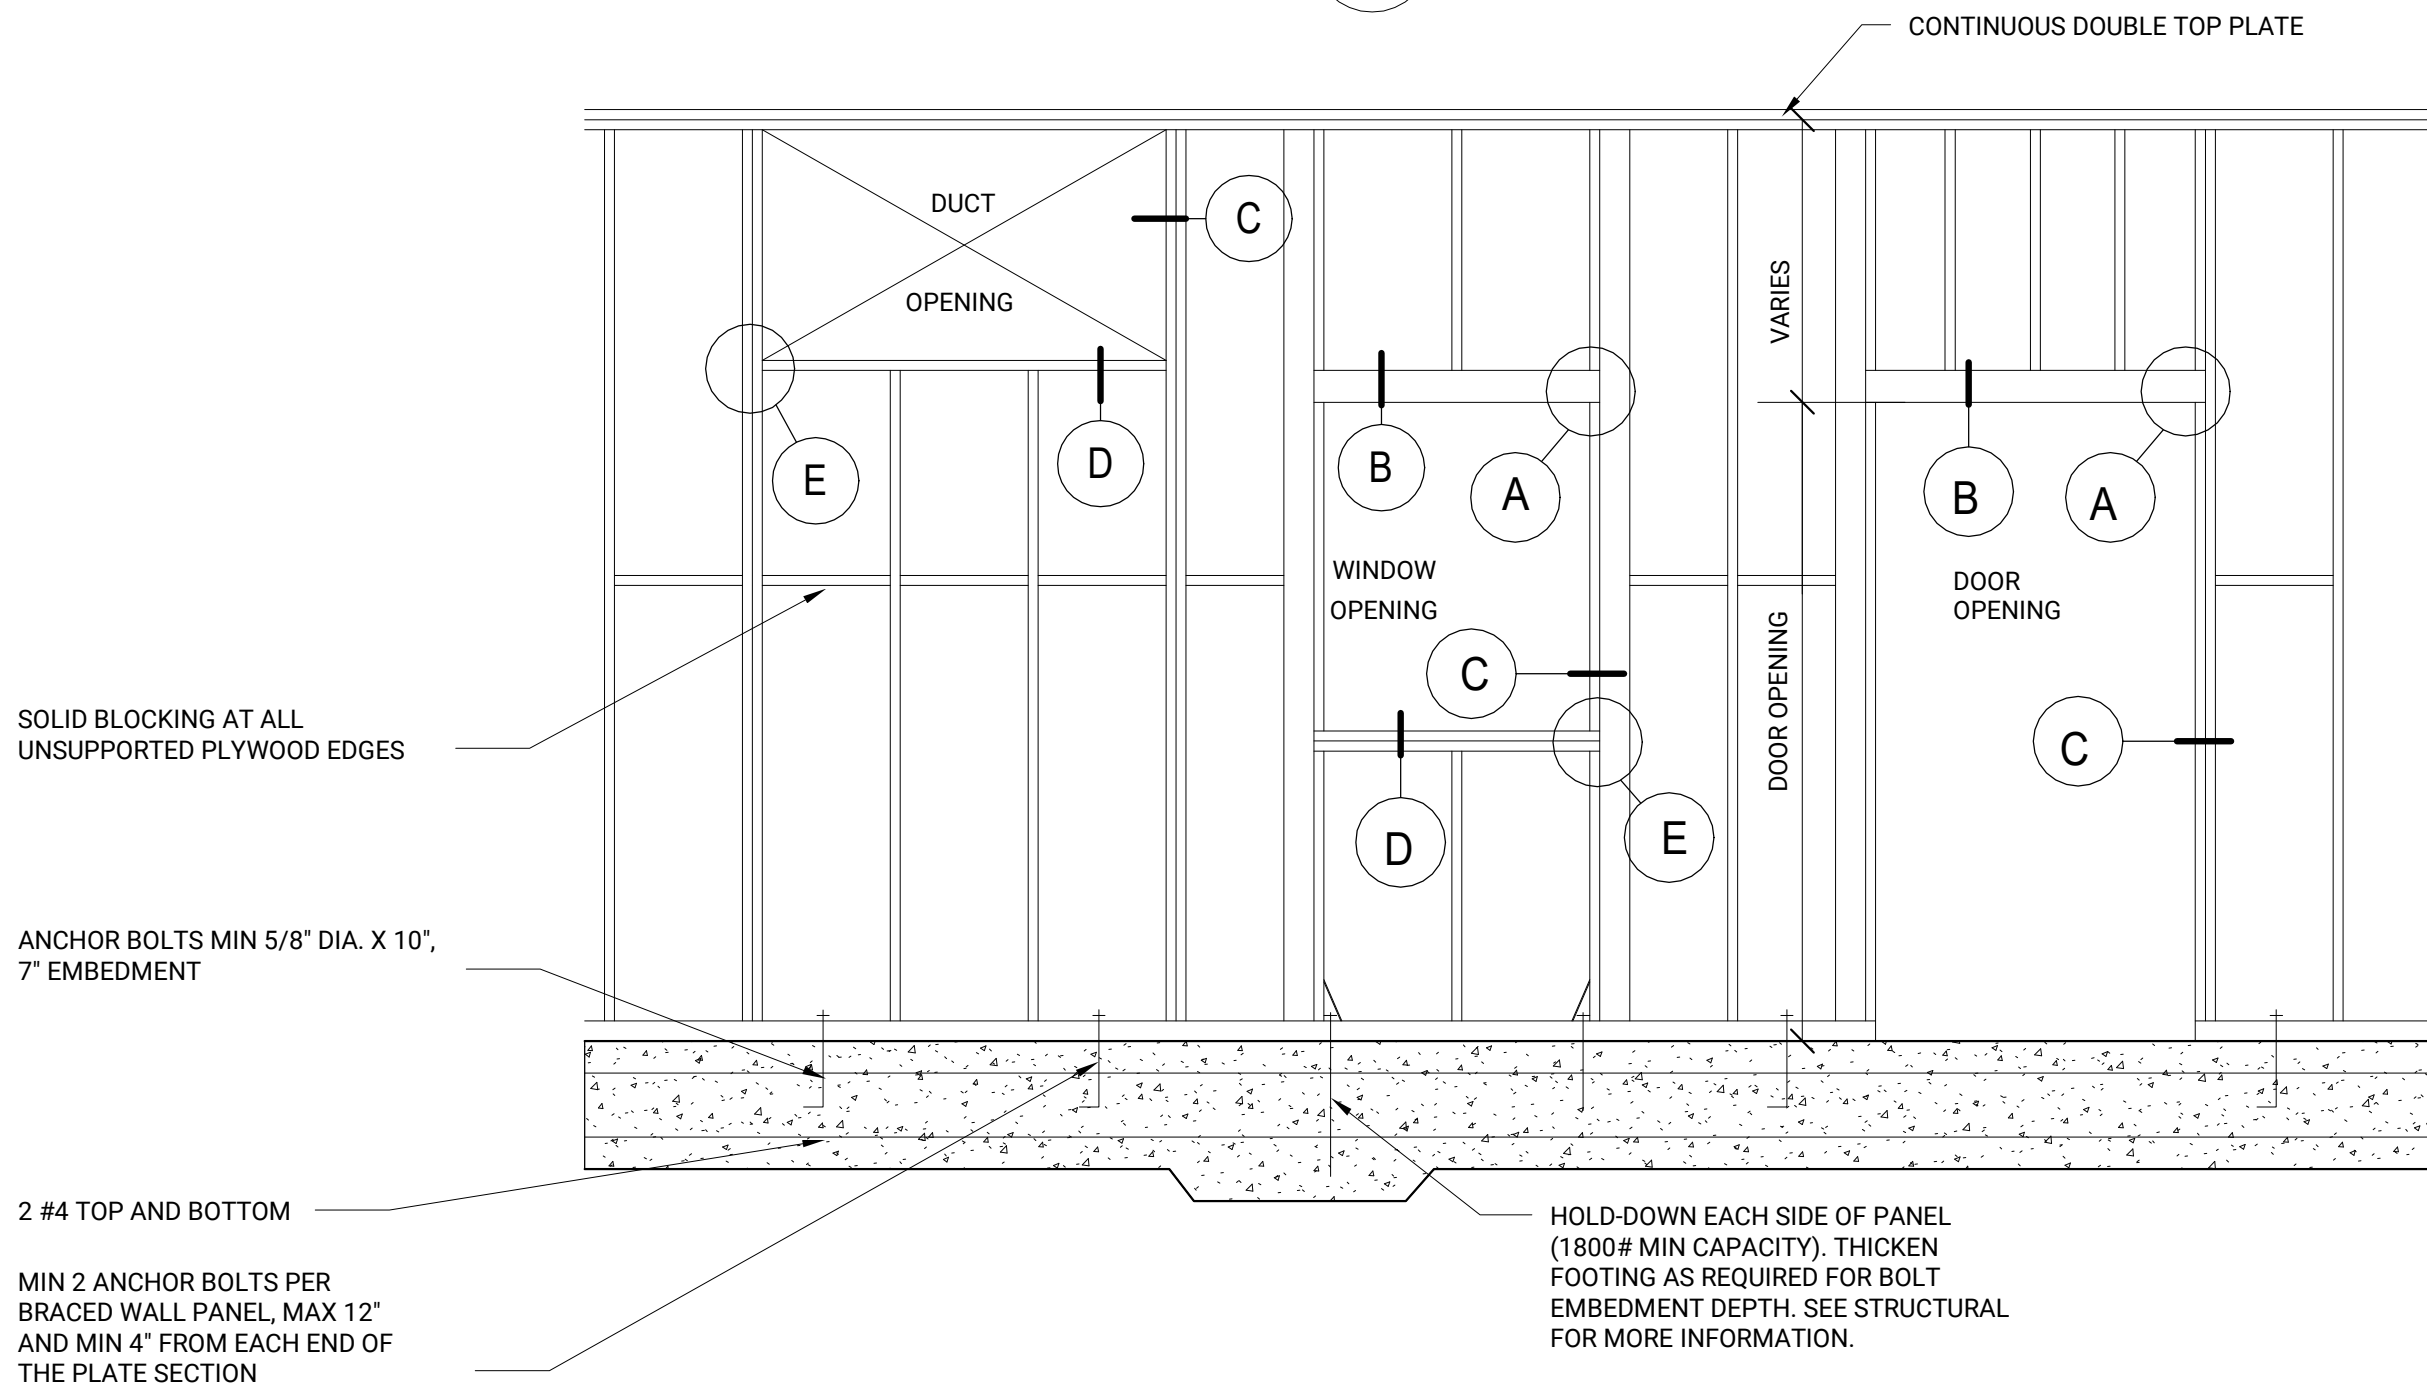 CONTINUOUS DOUBLE TOP PLATE
DUCT
C
OPENING
VARIES
E
D
B
A
B
A
WINDOW
OPENING
DOOR
OPENING
C
DOOR OPENING
SOLID BLOCKING AT ALL
UNSUPPORTED PLYWOOD EDGES
C
D
E
ANCHOR BOLTS MIN 5/8" DIA. X 10",
7" EMBEDMENT
2 #4 TOP AND BOTTOM
MIN 2 ANCHOR BOLTS PER
BRACED WALL PANEL, MAX 12"
AND MIN 4" FROM EACH END OF
THE PLATE SECTION
HOLD-DOWN EACH SIDE OF PANEL
(1800# MIN CAPACITY). THICKEN
FOOTING AS REQUIRED FOR BOLT
EMBEDMENT DEPTH. SEE STRUCTURAL
FOR MORE INFORMATION.